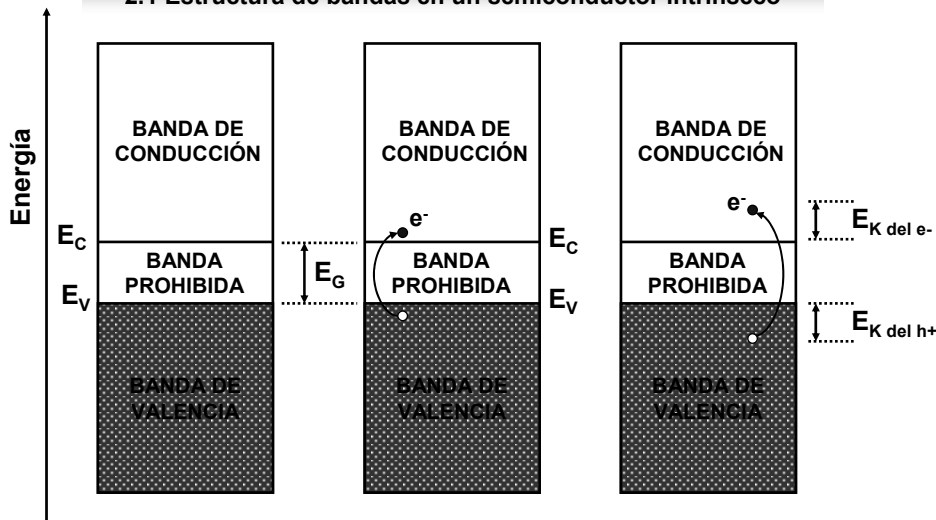 2.1 Estructura de bandas en un semiconductor intrínseco
Energía
BANDA DE
CONDUCCIÓN
BANDA DE
CONDUCCIÓN
BANDA DE
CONDUCCIÓN
e-
e-
E_K del e-
E_C
E_C
BANDA
PROHIBIDA
E_G
BANDA
PROHIBIDA
BANDA
PROHIBIDA
E_V
E_V
E_K del h+
BANDA DE
VALENCIA
BANDA DE
VALENCIA
BANDA DE
VALENCIA